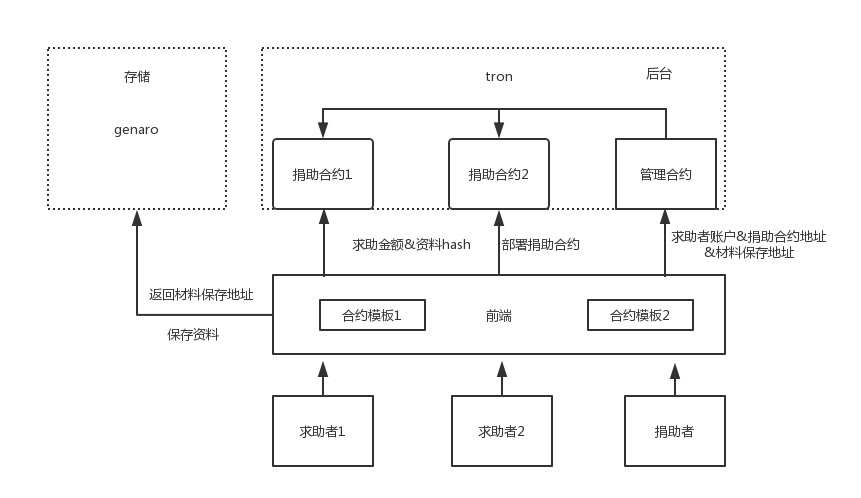 存储
genaro
tron
后台
捐助合约1
捐助合约2
管理合约
求助金额&资料hash
部署捐助合约
求助者账户&捐助合约地址
&材料保存地址
返回材料保存地址
保存资料
合约模板1
前端
合约模板2
求助者1
求助者2
捐助者